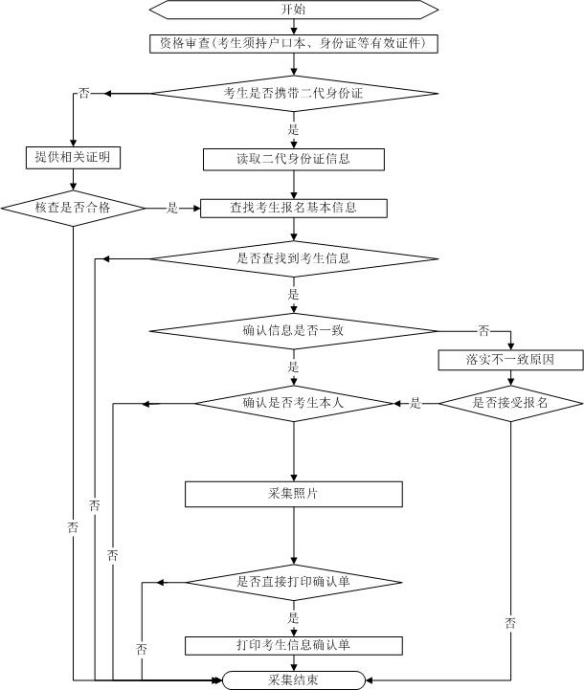 开始
资格审查(考生须持户口本、身份证等有效证件)
考生是否携带二代身份证
否
是
提供相关证明
读取二代身份证信息
核查是否合格
是
查找考生报名基本信息
是否查找到考生信息
是
确认信息是否一致
否
是
落实不一致原因
确认是否考生本人
是
是否接受报名
采集照片
否
否
否
是否直接打印确认单
是
否
否
打印考生信息确认单
采集结束